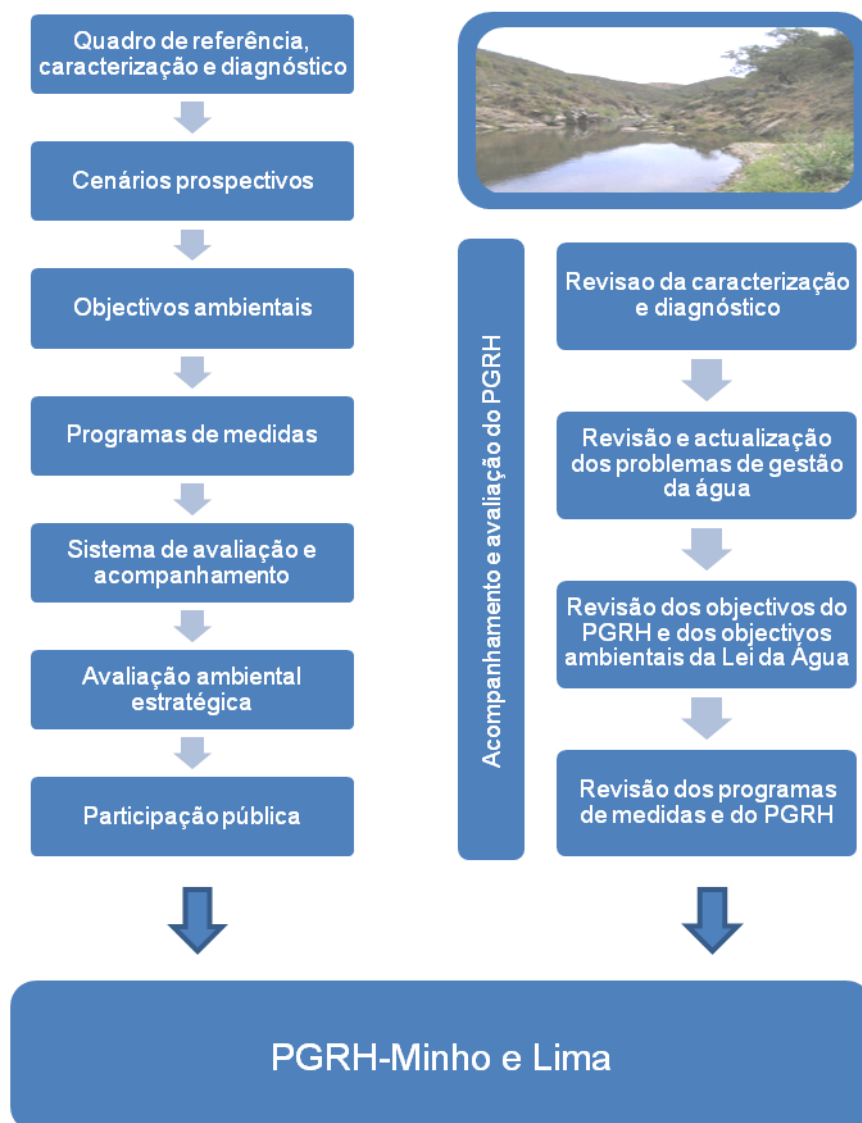 Quadro de referência,
caracterização e diagnóstico
Cenários prospectivos
Objectivos ambientais
Programas de medidas
Sistema de avaliação e
acompanhamento
Avaliação ambiental
estratégica
Participação pública
Acompanhamento e avaliação do PGRH
Revisao da caracterização
e diagnóstico
Revisão e actualização
dos problemas de gestão
da água
Revisão dos objectivos do
PGRH e dos objectivos
ambientais da Lei da Água
Revisão dos programas
de medidas e do PGRH
PGRH-Minho e Lima